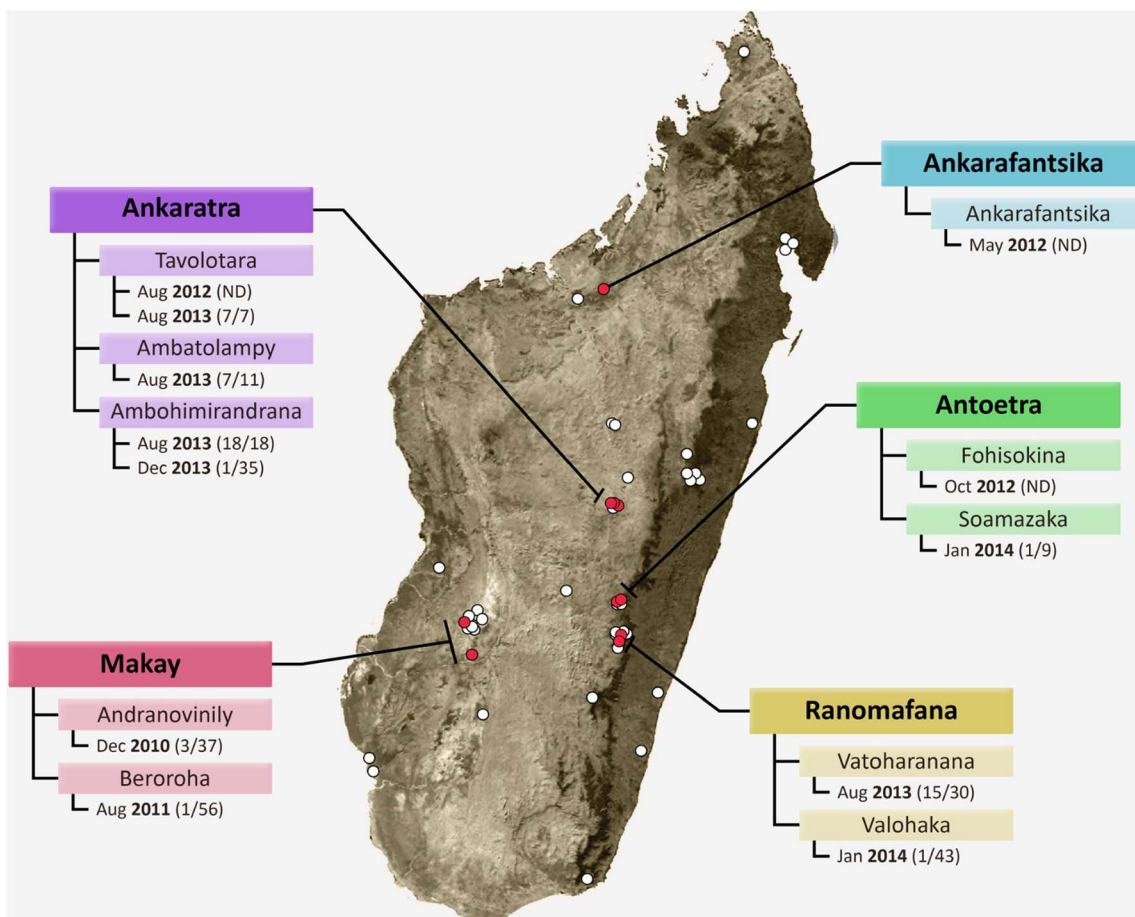 Ankaratra
Tavolotara
Aug 2012 (ND)
Aug 2013 (7/7)
Ambatolampy
Aug 2013 (7/11)
Ambohimirandrana
Aug 2013 (18/18)
Dec 2013 (1/35)
Makay
Andranovinily
Dec 2010 (3/37)
Beroroha
Aug 2011 (1/56)
Ankarafantsika
Ankarafantsika
May 2012 (ND)
Antoetra
Fohisokina
Oct 2012 (ND)
Soamazaka
Jan 2014 (1/9)
Ranomafana
Vatoharanana
Aug 2013 (15/30)
Valohaka
Jan 2014 (1/43)